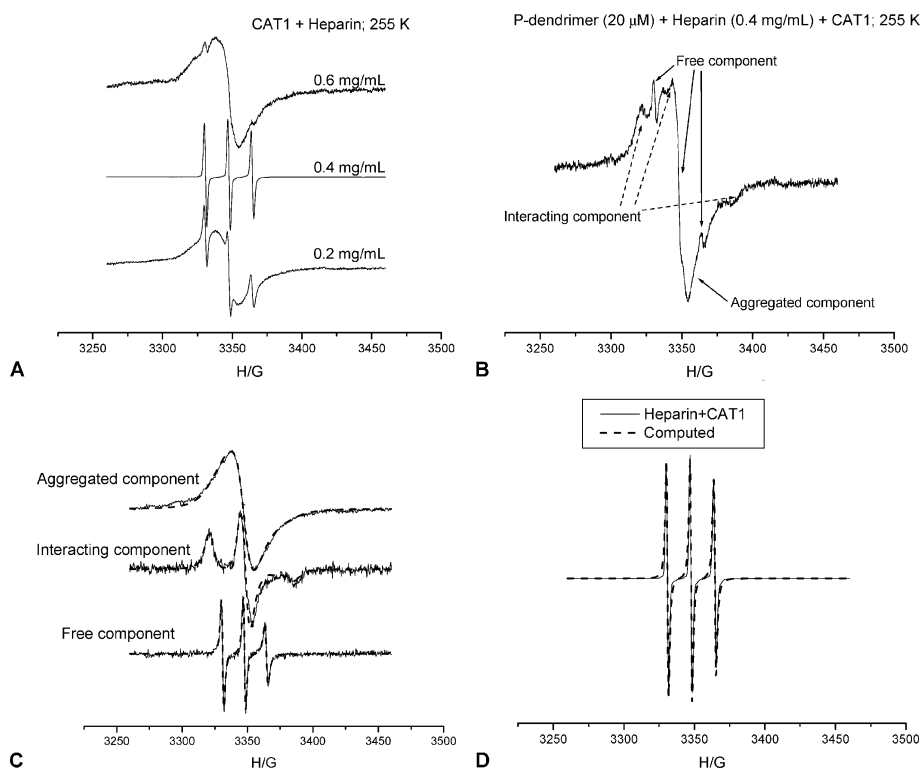 CAT1 + Heparin; 255 K
0.6 mg/mL
0.4 mg/mL
0.2 mg/mL
3250 3300 3350 3400 3450 3500
A
H/G
P-dendrimer (20 μM) + Heparin (0.4 mg/mL) + CAT1; 255 K
Free component
Interacting component
Aggregated component
3250 3300 3350 3400 3450 3500
B
H/G
Aggregated component
Interacting component
Free component
3250 3300 3350 3400 3450 3500
C
H/G
Heparin+CAT1
Computed
3250 3300 3350 3400 3450 3500
D
H/G